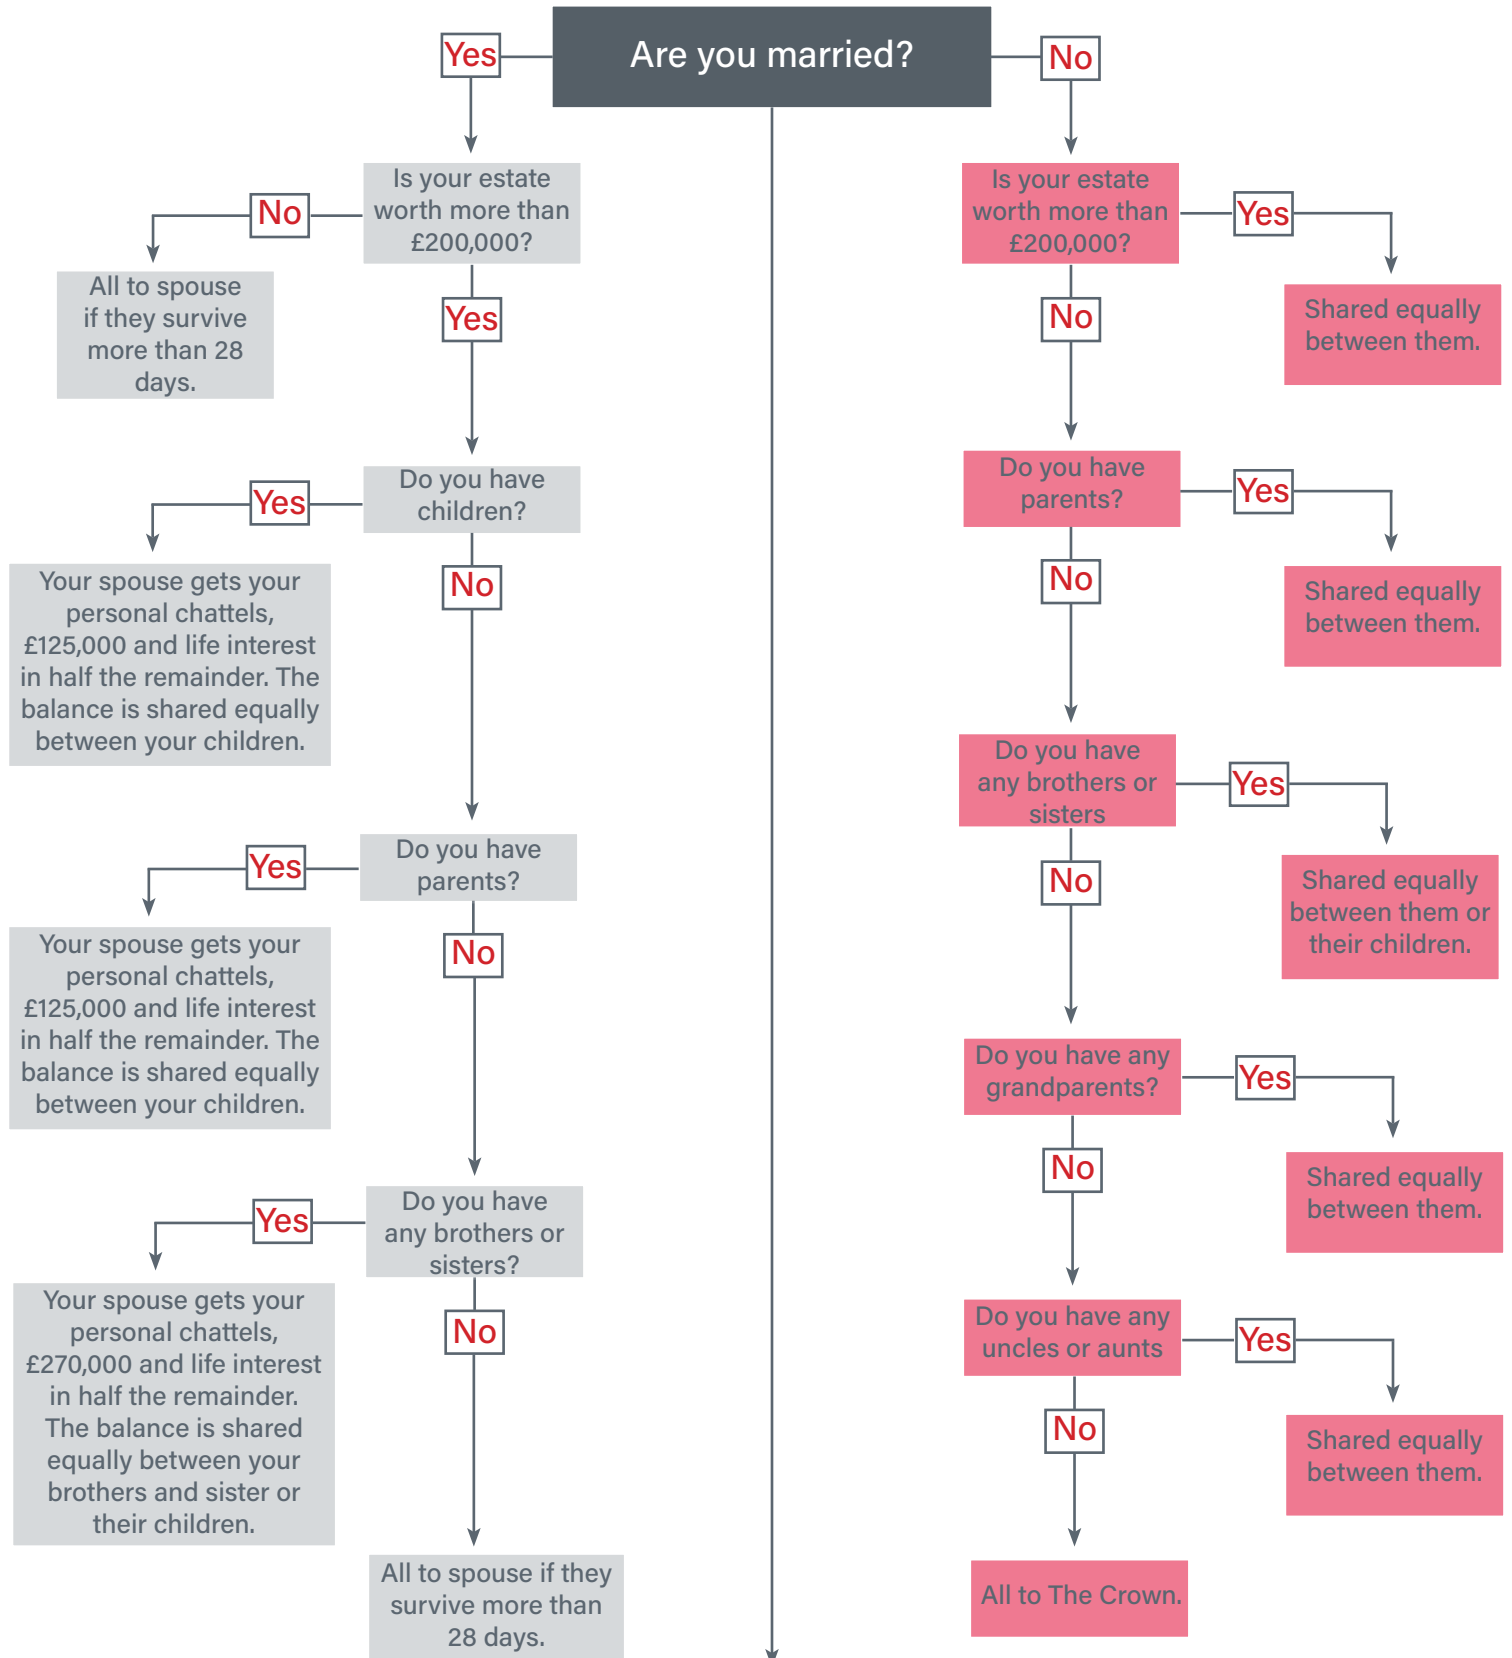 Are you married?
Yes
No
Is your estate
worth more than
£200,000?
No
All to spouse
if they survive
more than 28
days.
Yes
Do you have
children?
Yes
Your spouse gets your
personal chattels,
£125,000 and life interest
in half the remainder. The
balance is shared equally
between your children.
No
Do you have
parents?
Yes
Your spouse gets your
personal chattels,
£125,000 and life interest
in half the remainder. The
balance is shared equally
between your children.
No
Do you have
any brothers or
sisters?
Yes
Your spouse gets your
personal chattels,
£270,000 and life interest
in half the remainder.
The balance is shared
equally between your
brothers and sister or
their children.
No
All to spouse if they
survive more than
28 days.
Is your estate
worth more than
£200,000?
Yes
Shared equally
between them.
No
Do you have
parents?
Yes
Shared equally
between them.
No
Do you have
any brothers or
sisters
Yes
Shared equally
between them or
their children.
No
Do you have any
grandparents?
Yes
Shared equally
between them.
No
Do you have any
uncles or aunts
Yes
Shared equally
between them.
No
All to The Crown.